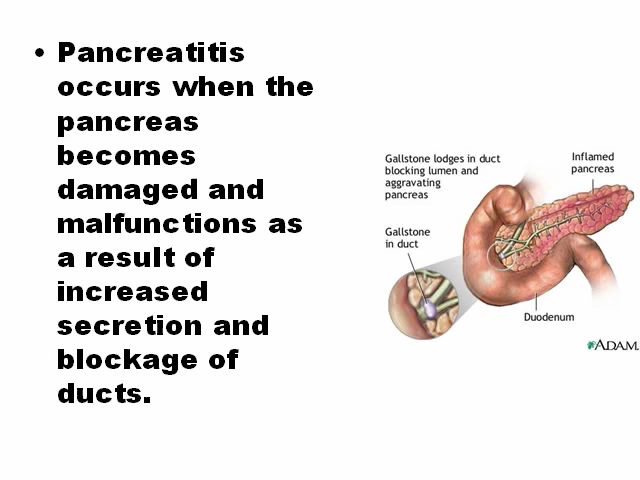 • Pancreatitis
occurs when the
pancreas
becomes
damaged and
malfunctions as
a result of
increased
secretion and
blockage of
ducts.
Gallstone lodges in duct
blocking lumen and
aggravating
pancreas
Inflamed
pancreas
Gallstone
in duct
Duodenum
ADAM.